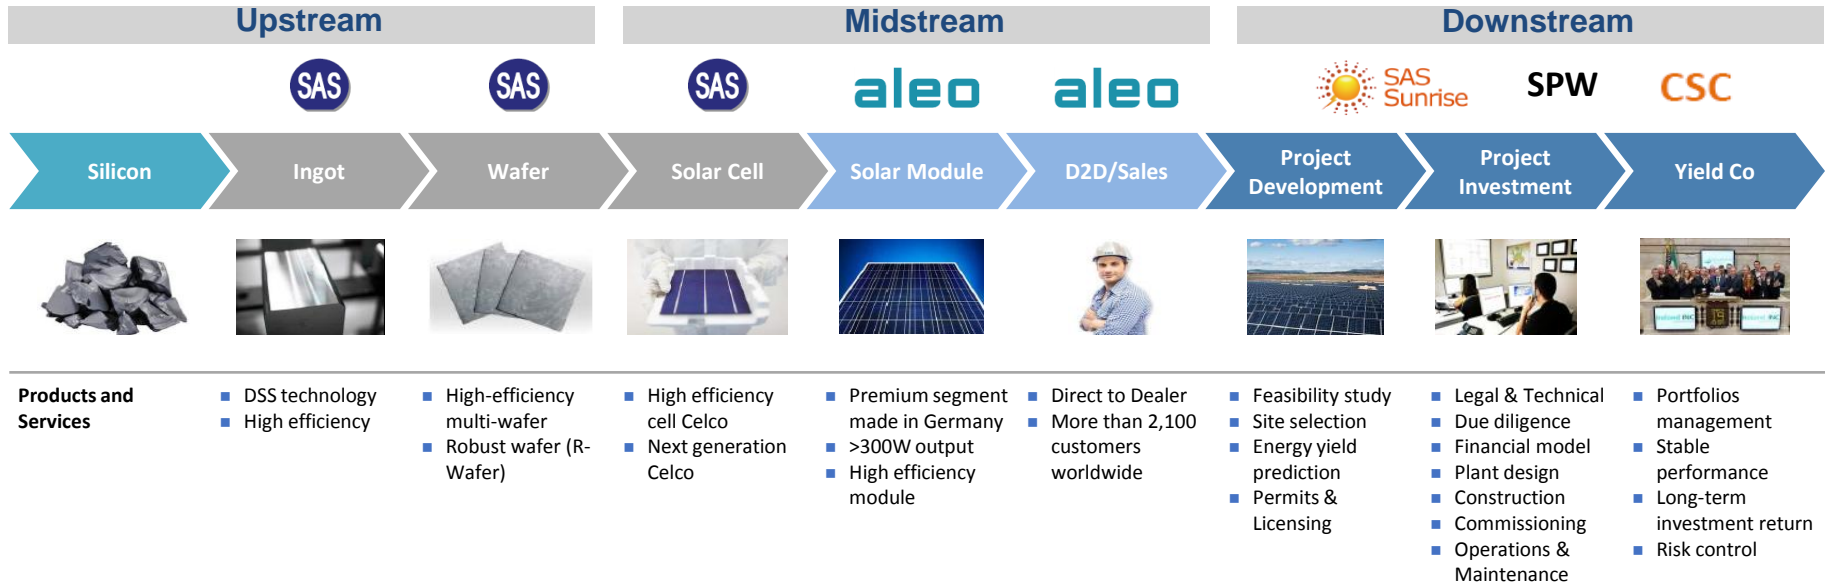 Upstream
Midstream
Downstream
SAS
SAS
SAS
aleo
aleo
SAS
Sunrise
SPW
CSC
Silicon
Ingot
Wafer
Solar Cell
Solar Module
D2D/Sales
Project
Development
Project
Investment
Yield Co
Products and
Services
DSS technology
High efficiency
High-efficiency
multi-wafer
Robust wafer (R-
Wafer)
High efficiency
cell Celco
Next generation
Celco
Premium segment
made in Germany
>300W output
High efficiency
module
Direct to Dealer
More than 2,100
customers
worldwide
Feasibility study
Site selection
Energy yield
prediction
Permits &
Licensing
Legal & Technical
Due diligence
Financial model
Plant design
Construction
Commissioning
Operations &
Maintenance
Portfolios
management
Stable
performance
Long-term
investment return
Risk control